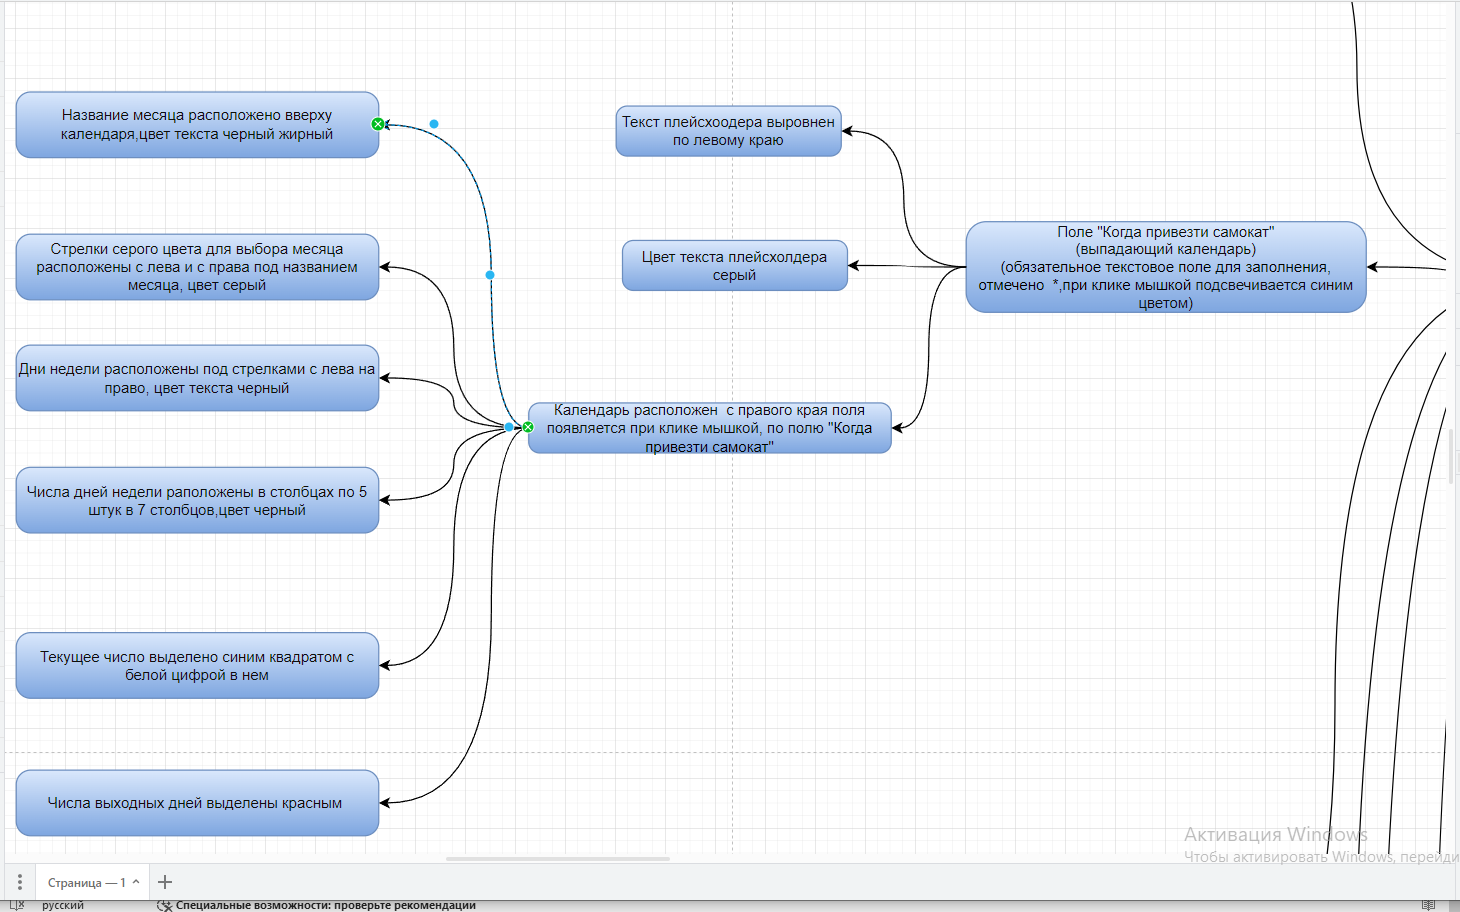 Название месяца расположено вверху
календаря,цвет текста черный жирный
Текст плейсхоодера выровнен
по левому краю
Стрелки серого цвета для выбора месяца
расположены с лева и с права под названием
месяца, цвет серый
Цвет текста плейсхолдера
серый
Поле "Когда привезти самокат"
(выпадающий календарь)
(обязательное текстовое поле для заполнения,
отмечено  *,при клике мышкой подсвечивается синим
цветом)
Дни недели расположены под стрелками с лева на
право, цвет текста черный
Календарь расположен  с правого края поля
появляется при клике мышкой, по полю "Когда
привезти самокат"
Числа дней недели раположены в столбцах по 5
штук в 7 столбцов,цвет черный
Текущее число выделено синим квадратом с
белой цифрой в нем
Числа выходных дней выделены красным
Активация Windows
Чтобы активировать Windows, перейди
Страница — 1
русский
Специальные возможности: проверьте рекомендации